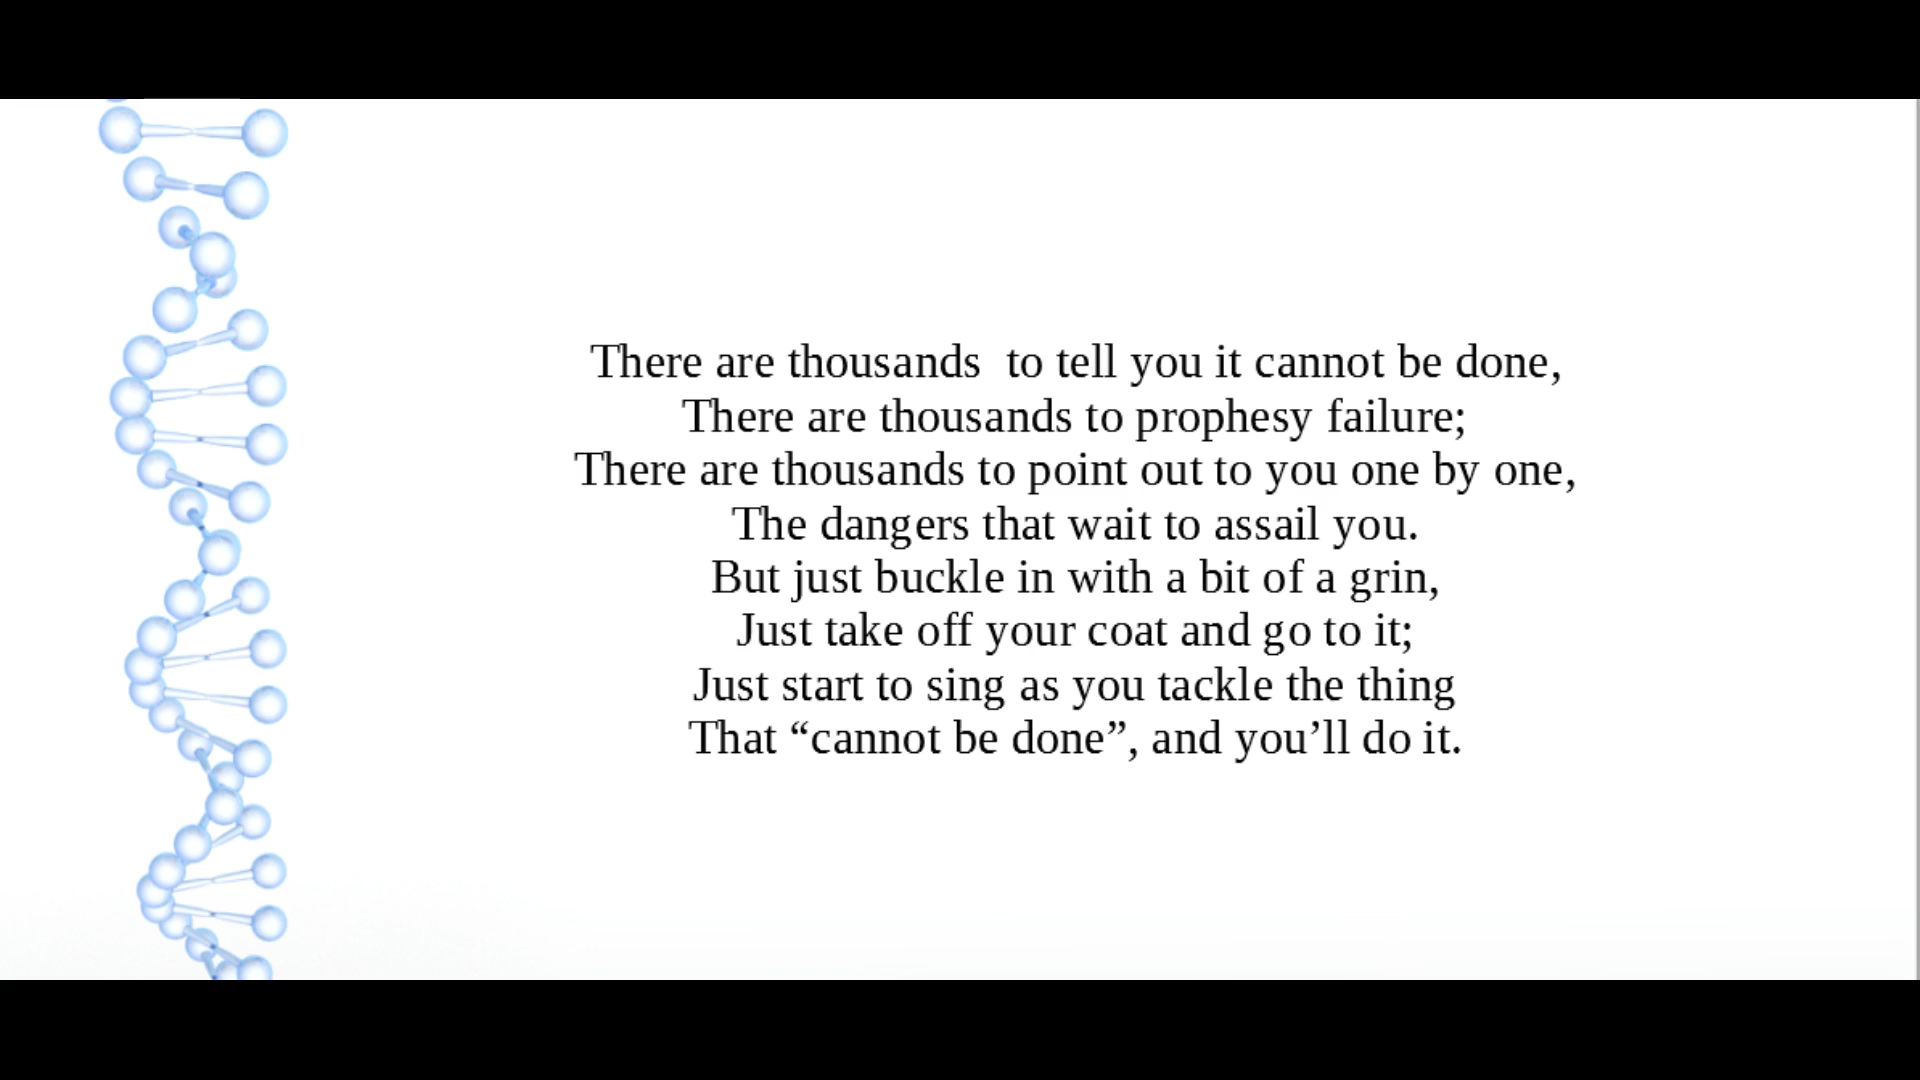 There are thousands  to tell you it cannot be done,
There are thousands to prophesy failure;
There are thousands to point out to you one by one,
The dangers that wait to assail you.
But just buckle in with a bit of a grin,
Just take off your coat and go to it;
Just start to sing as you tackle the thing
That “cannot be done”, and you’ll do it.